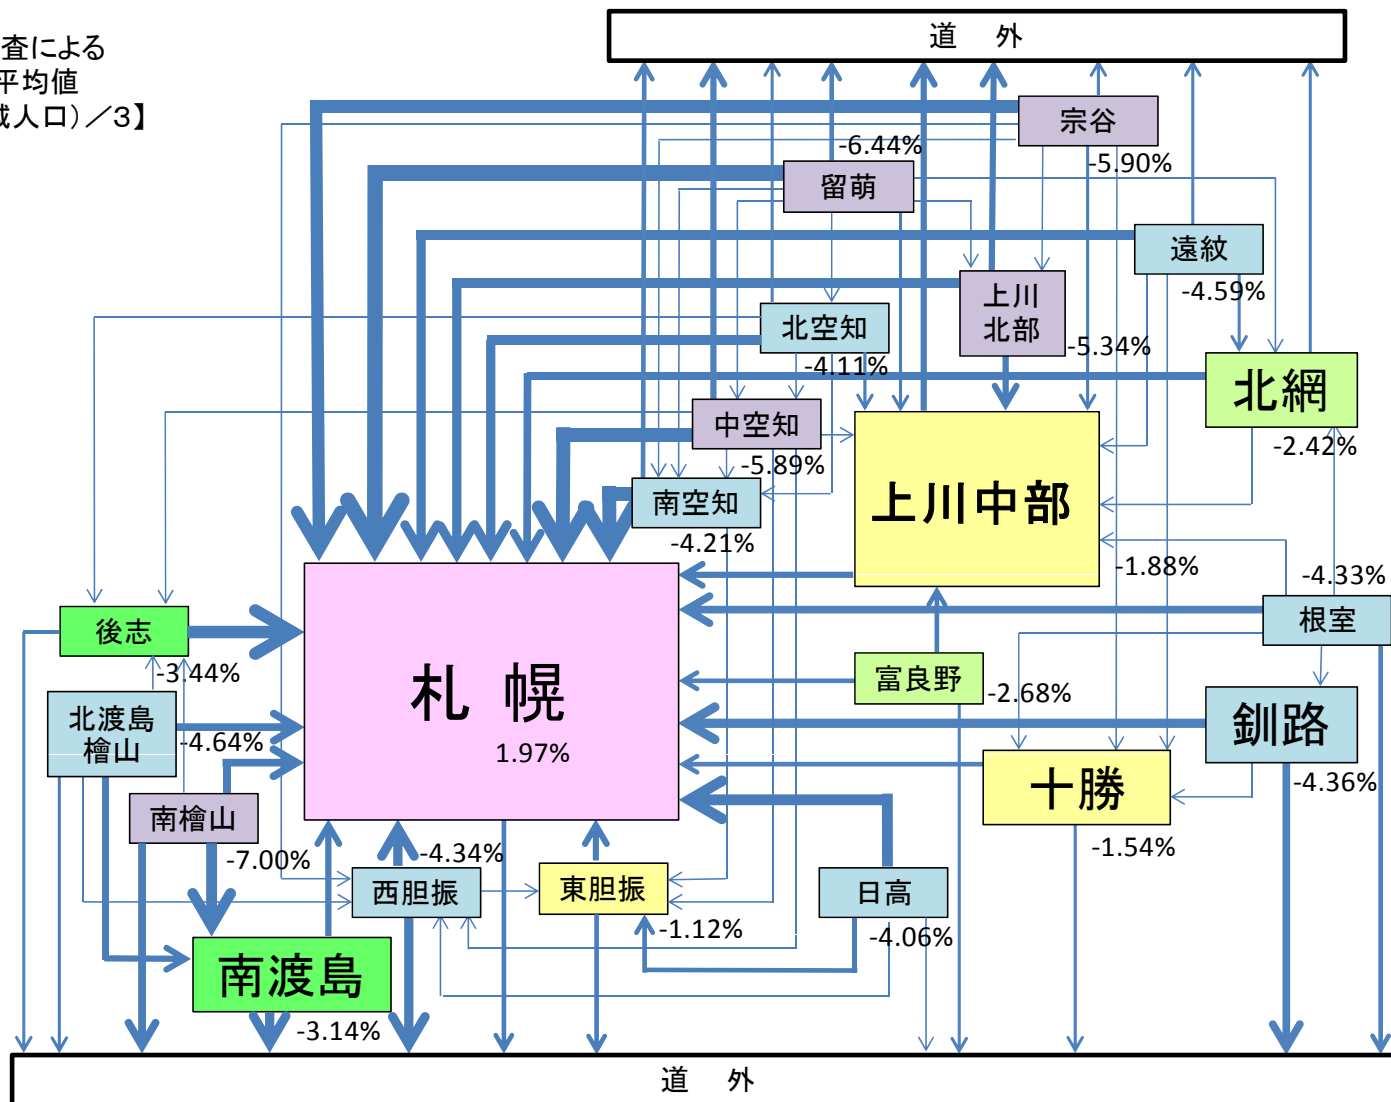 道 外
査による
平均値
域人口）／3】
宗谷
-5.90%
-6.44%
留萌
遠紋
-4.59%
上川
北部
-5.34%
北空知
-4.11%
北網
-2.42%
中空知
-5.89%
上川中部
-1.88%
南空知
-4.21%
-4.33%
根室
後志
-3.44%
札 幌
1.97%
富良野
-2.68%
北渡島
檜山
-4.64%
釧路
-4.36%
十勝
-1.54%
南檜山
-7.00%
-4.34%
西胆振
東胆振
-1.12%
日高
-4.06%
南渡島
-3.14%
道 外